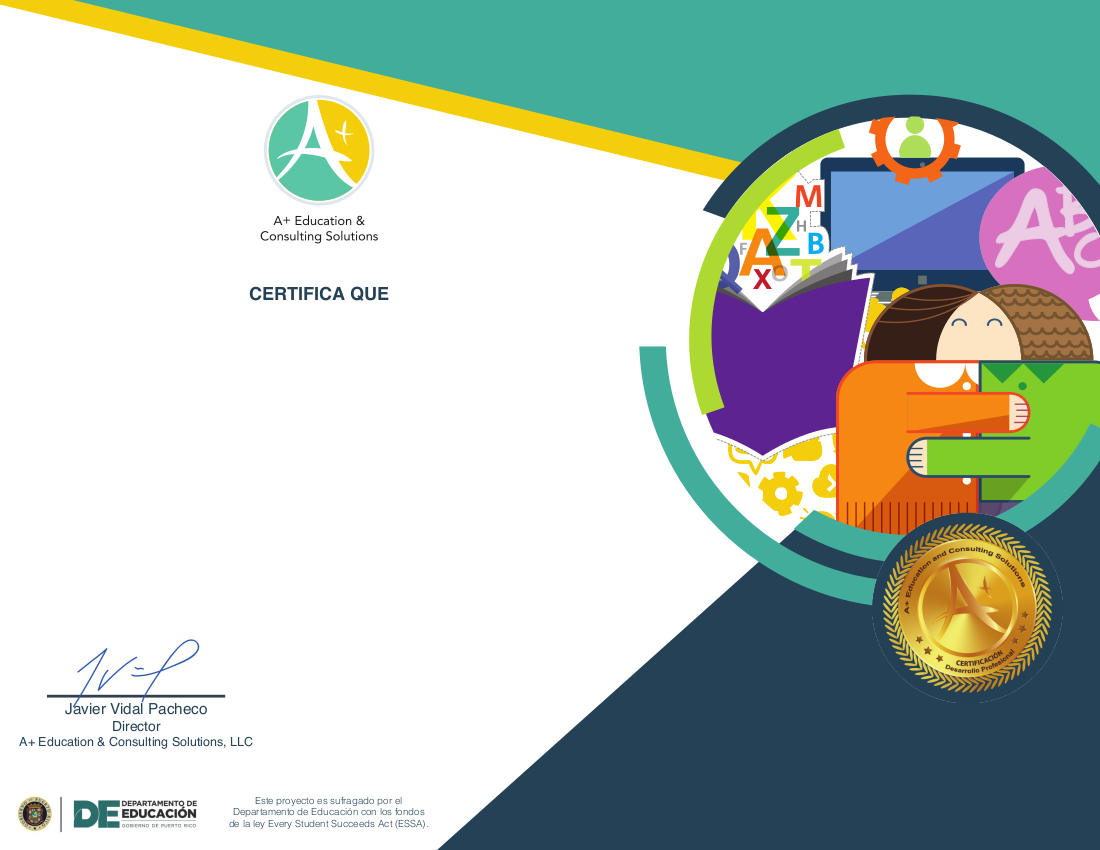 A+ Education &
Consulting Solutions
CERTIFICA QUE
M
Z
H
F
A
B
X
O
T
ABC
A+ Education and Consulting Solutions
CERTIFICACIÓN
Desarrollo Profesional
Javier Vidal Pacheco
Director
A+ Education & Consulting Solutions, LLC
DE
DEPARTAMENTO DE
EDUCACIÓN
GOBIERNO DE PUERTO RICO
Este proyecto es sufragado por el
Departamento de Educación con los fondos
de la ley Every Student Succeeds Act (ESSA).